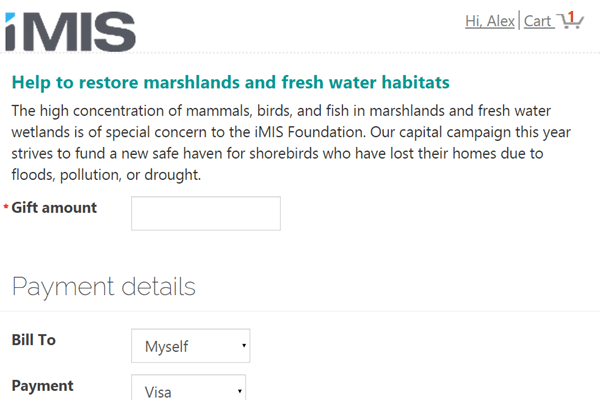 iMIS
Hi, Alex Cart 1
Help to restore marshlands and fresh water habitats
The high concentration of mammals, birds, and fish in marshlands and fresh water
wetlands is of special concern to the iMIS Foundation. Our capital campaign this year
strives to fund a new safe haven for shorebirds who have lost their homes due to
floods, pollution, or drought.
* Gift amount
Payment details
Bill To Myself
Payment Visa